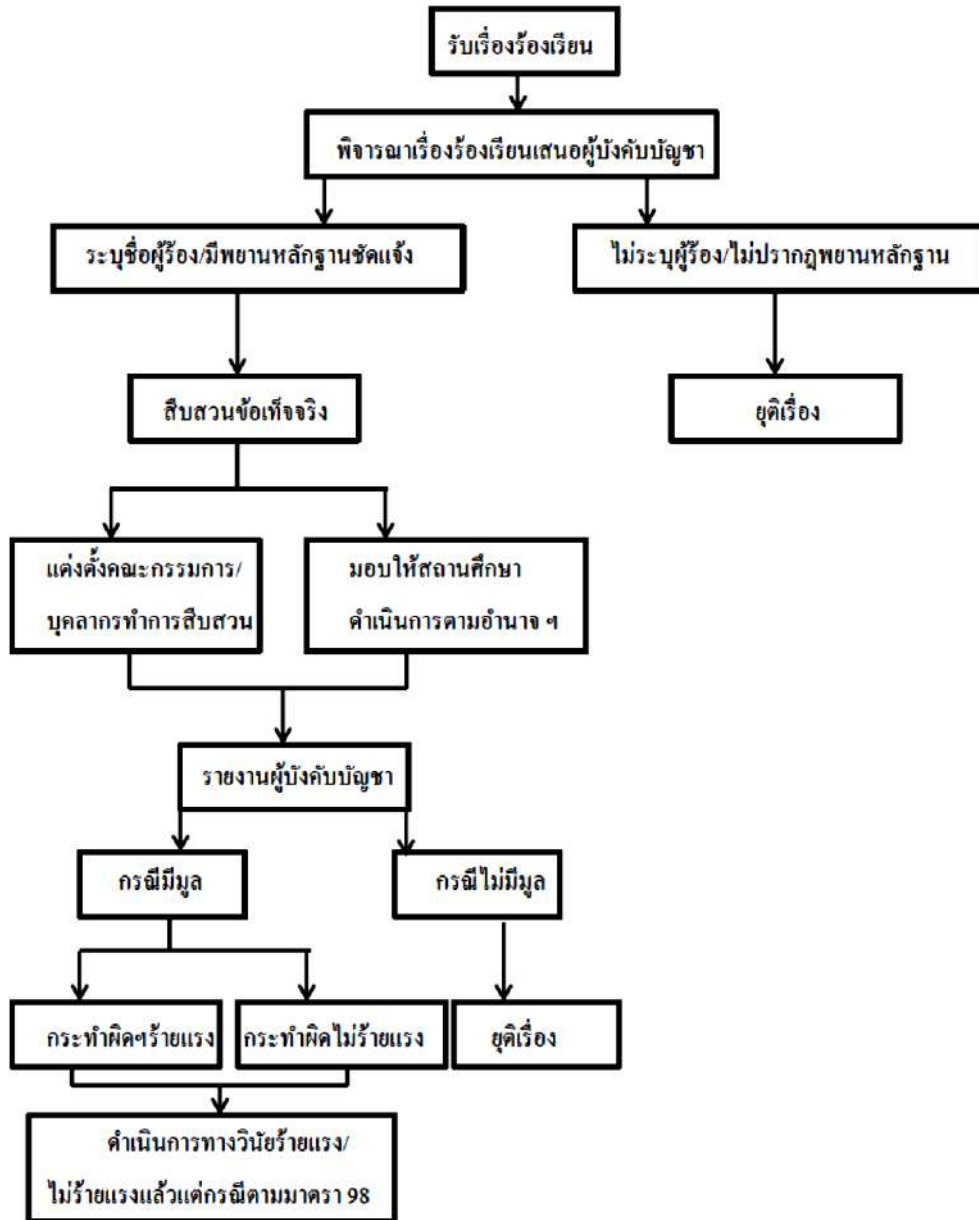 รับเรื่องร้องเรียน
พิจารณาเรื่องร้องเรียนเสนอผู้บังคับบัญชา
ระบุชื่อผู้ร้อง/มีพยานหลักฐานชัดแจ้ง
ไม่ระบุผู้ร้อง/ไม่ปรากฎพยานหลักฐาน
สืบสวนข้อเท็จจริง
ยุติเรื่อง
แต่งตั้งคณะกรรมการ/
บุคลากรทำการสืบสวน
มอบให้สถานศึกษา
ดำเนินการตามอำนาจ ฯ
รายงานผู้บังคับบัญชา
กรณีมีมูล
กรณีไม่มีมูล
กระทำผิดฯร้ายแรง
กระทำผิดไม่ร้ายแรง
ยุติเรื่อง
ดำเนินการทางวินัยร้ายแรง/
ไม่ร้ายแรงแล้วแต่กรณีตามมาตรา 98